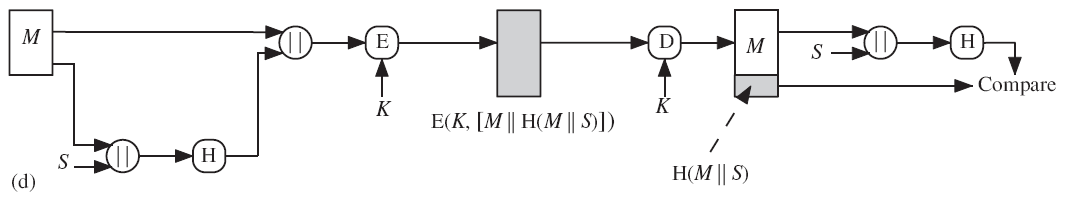 M
||
E
D
M
S
||
H
K
K
Compare
E(K, [M || H(M || S)])
S
||
H
H(M || S)
(d)